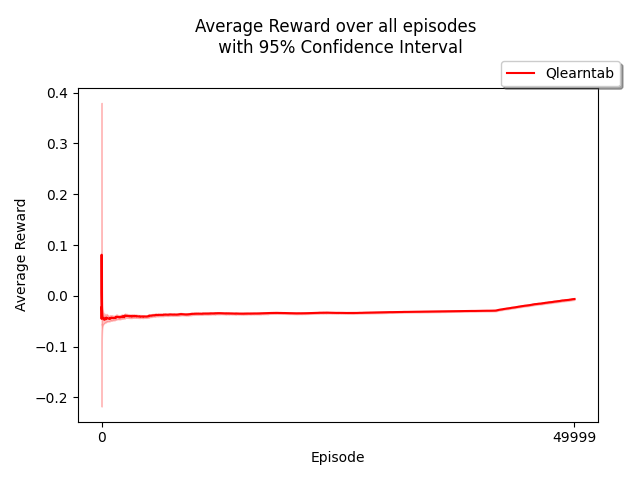 Average Reward over all episodes
with 95% Confidence Interval
Qlearntab
0.4
0.3
0.2
0.1
0.0
−0.1
−0.2
Average Reward
0
49999
Episode